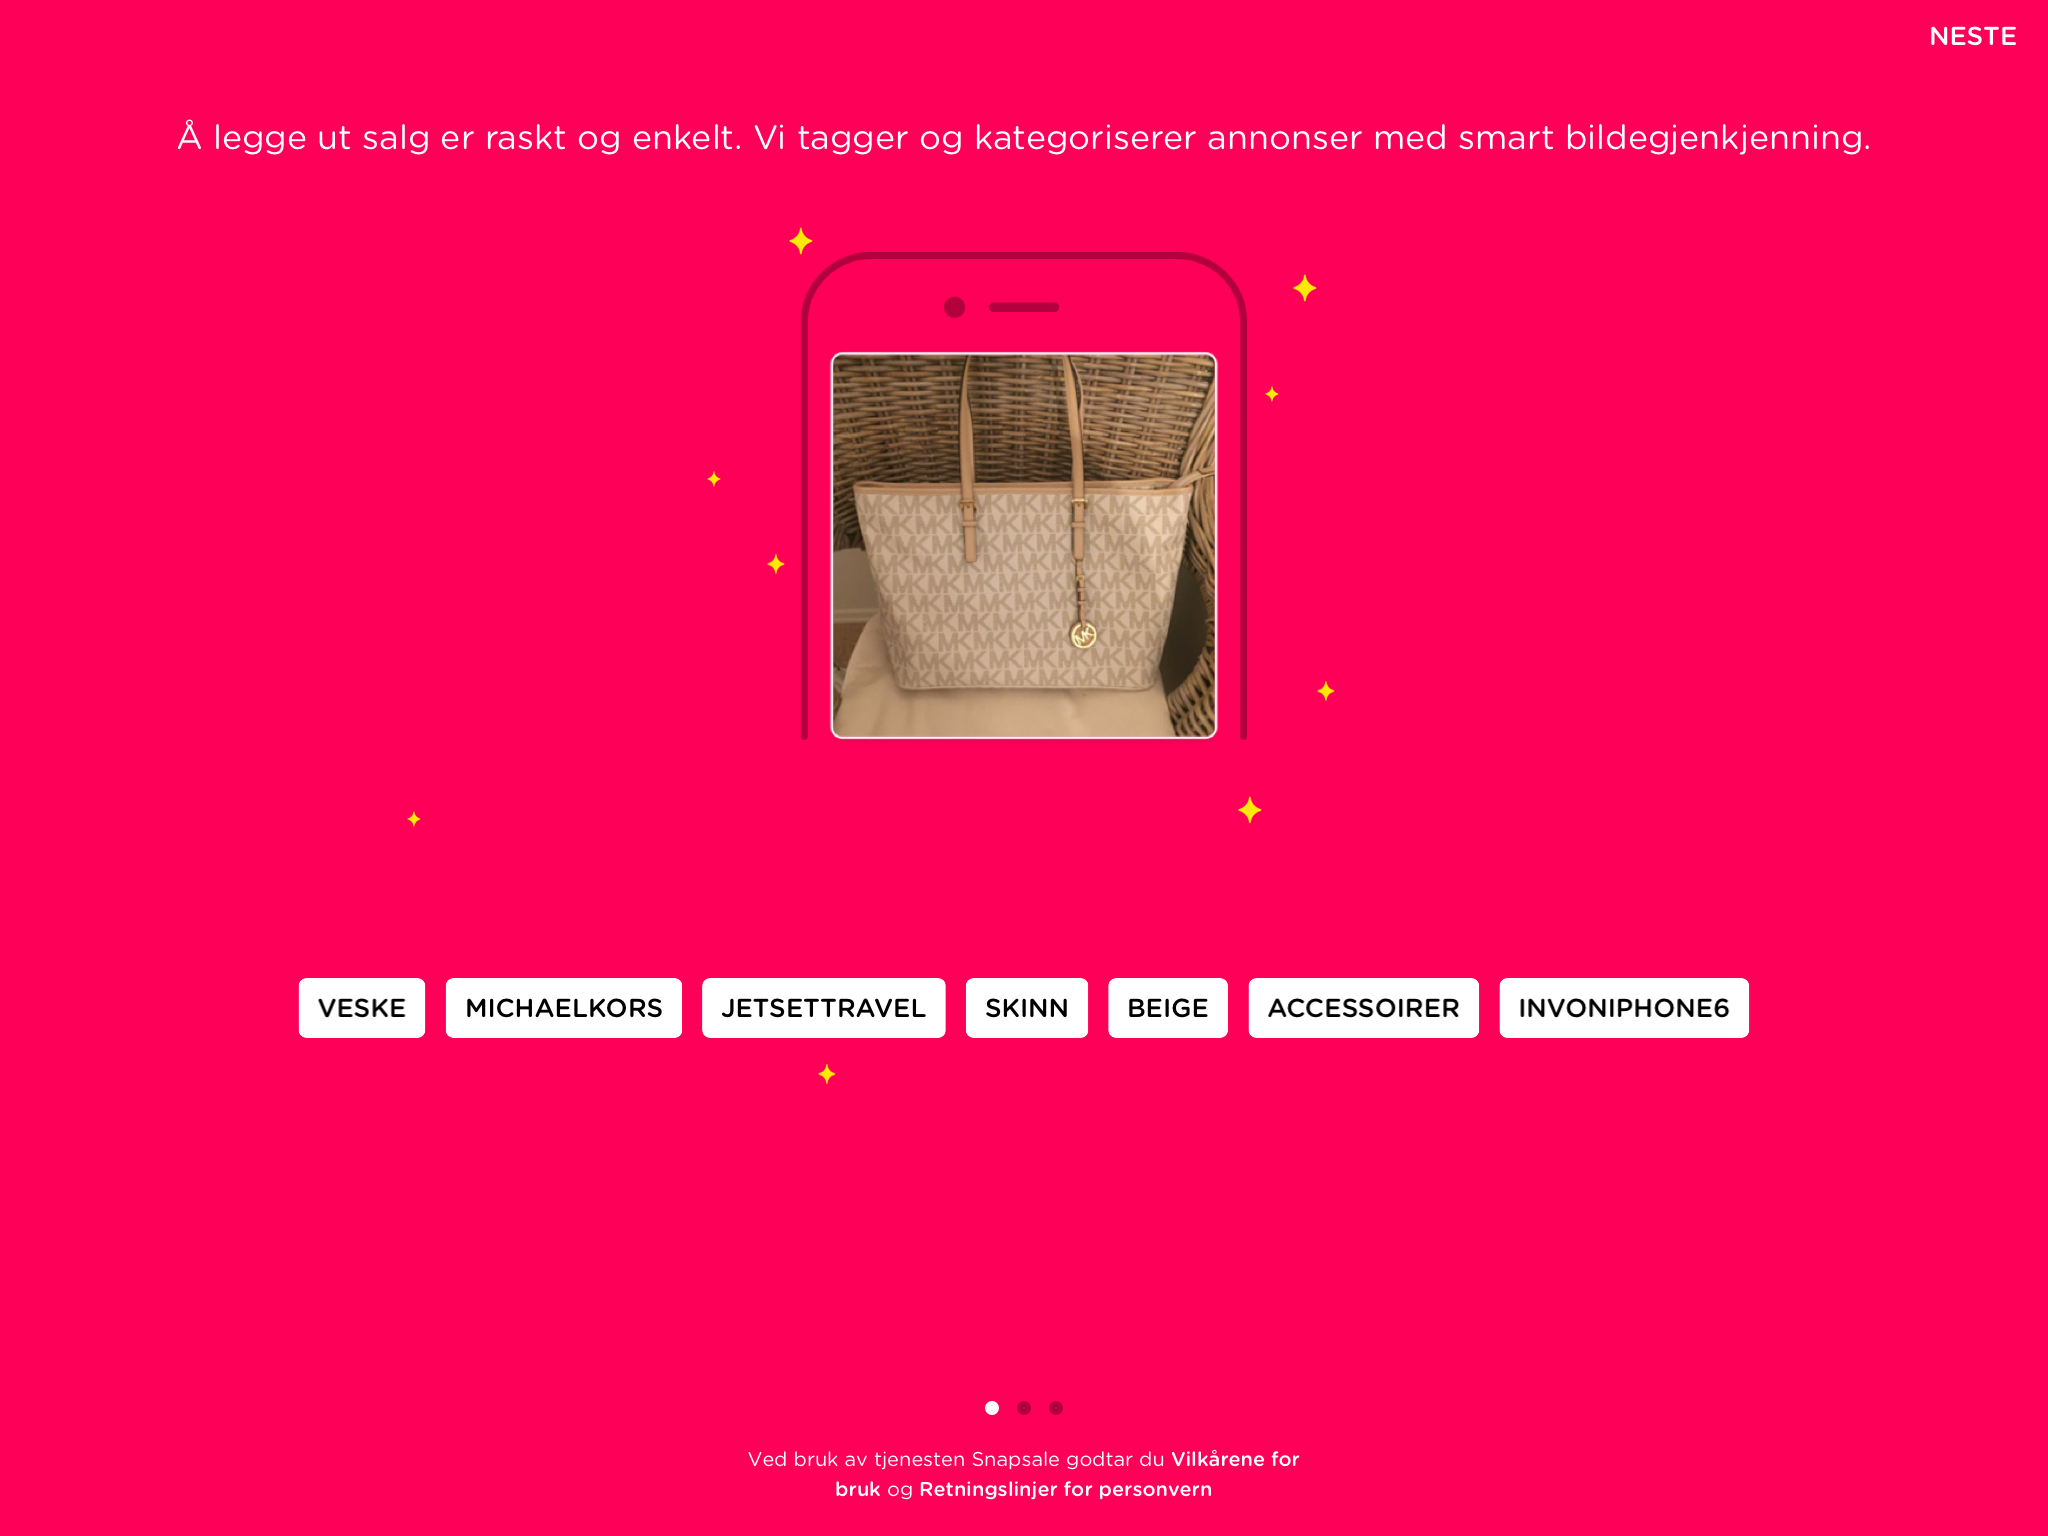 NESTE
Å legge ut salg er raskt og enkelt. Vi tagger og kategoriserer annonser med smart bildegjenkjenning.
MK
VESKE MICHAELKORS JETSETTRAVEL SKINN BEIGE ACCESSOIRER INVONIPHONE6
Ved bruk av tjenesten Snapsale godtar du Vilkårene for
bruk og Retningslinjer for personvern